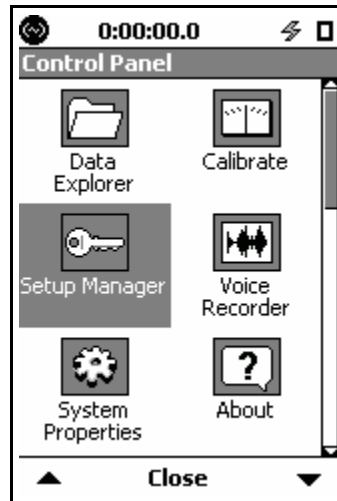 0:00:00.0
Control Panel
Data
Explorer
Calibrate
Setup Manager
Voice
Recorder
System
Properties
?
About
Close